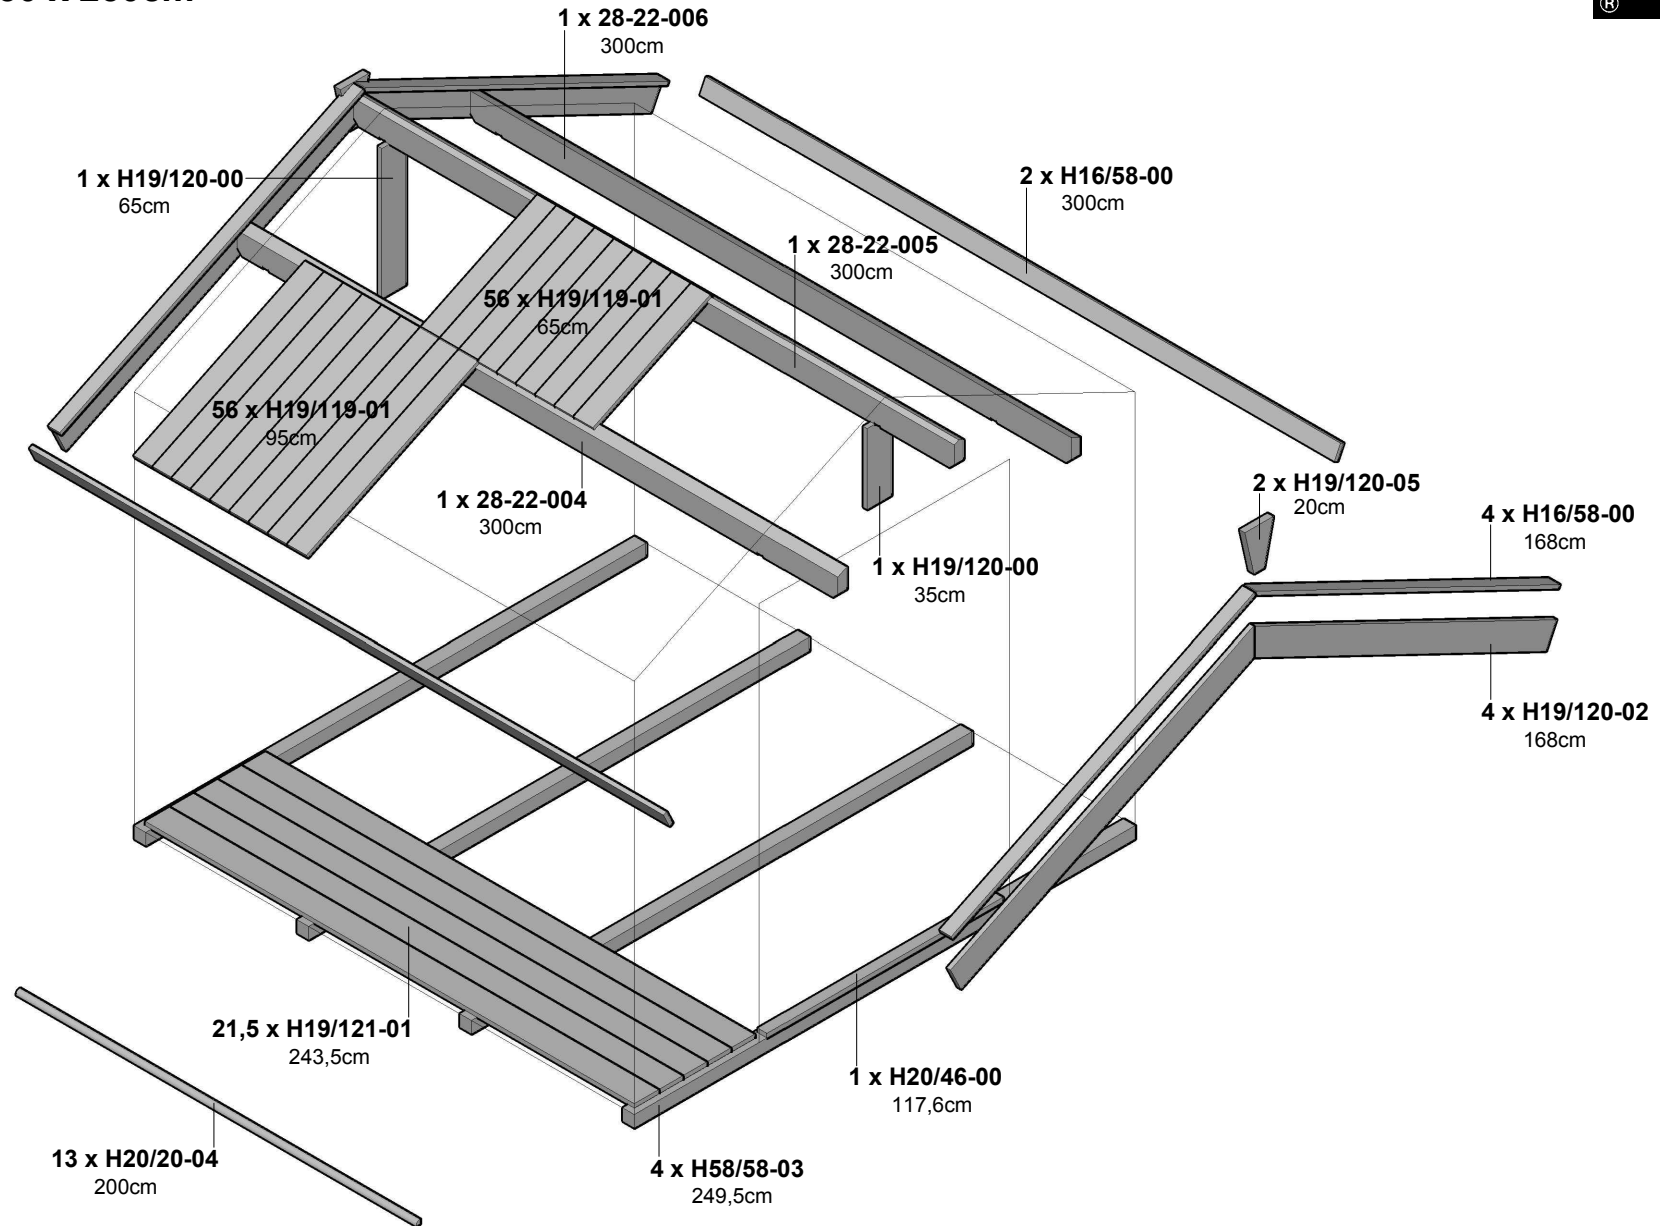 ®
1 x 28-22-006
300cm
1 x H19/120-00
65cm
2 x H16/58-00
300cm
1 x 28-22-005
300cm
56 x H19/119-01
65cm
56 x H19/119-01
95cm
1 x 28-22-004
300cm
2 x H19/120-05
20cm
4 x H16/58-00
168cm
1 x H19/120-00
35cm
4 x H19/120-02
168cm
21,5 x H19/121-01
243,5cm
1 x H20/46-00
117,6cm
13 x H20/20-04
200cm
4 x H58/58-03
249,5cm